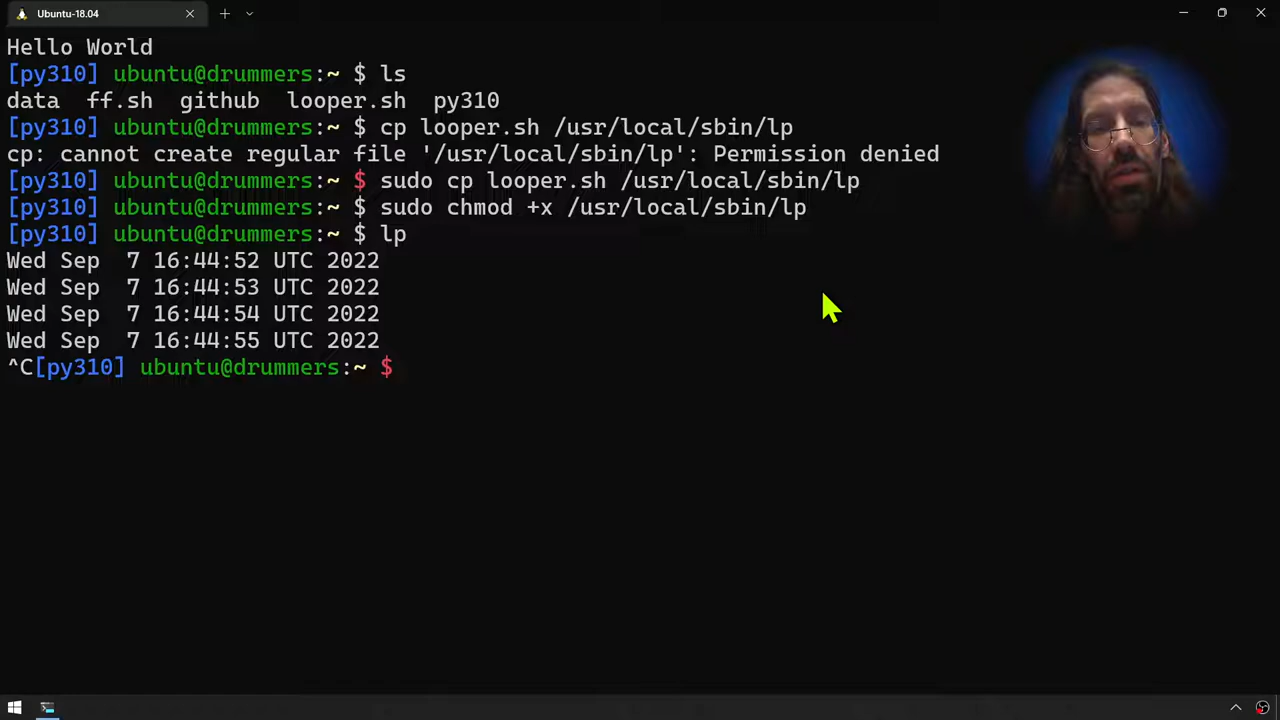 Ubuntu-18.04
Hello World
[py310] ubuntu@drummers:~ $ ls
data  ff.sh  github  looper.sh  py310
[py310] ubuntu@drummers:~ $ cp looper.sh /usr/local/sbin/lp
cp: cannot create regular file '/usr/local/sbin/lp': Permission denied
[py310] ubuntu@drummers:~ $ sudo cp looper.sh /usr/local/sbin/lp
[py310] ubuntu@drummers:~ $ sudo chmod +x /usr/local/sbin/lp
[py310] ubuntu@drummers:~ $ lp
Wed Sep  7 16:44:52 UTC 2022
Wed Sep  7 16:44:53 UTC 2022
Wed Sep  7 16:44:54 UTC 2022
Wed Sep  7 16:44:55 UTC 2022
^C[py310] ubuntu@drummers:~ $